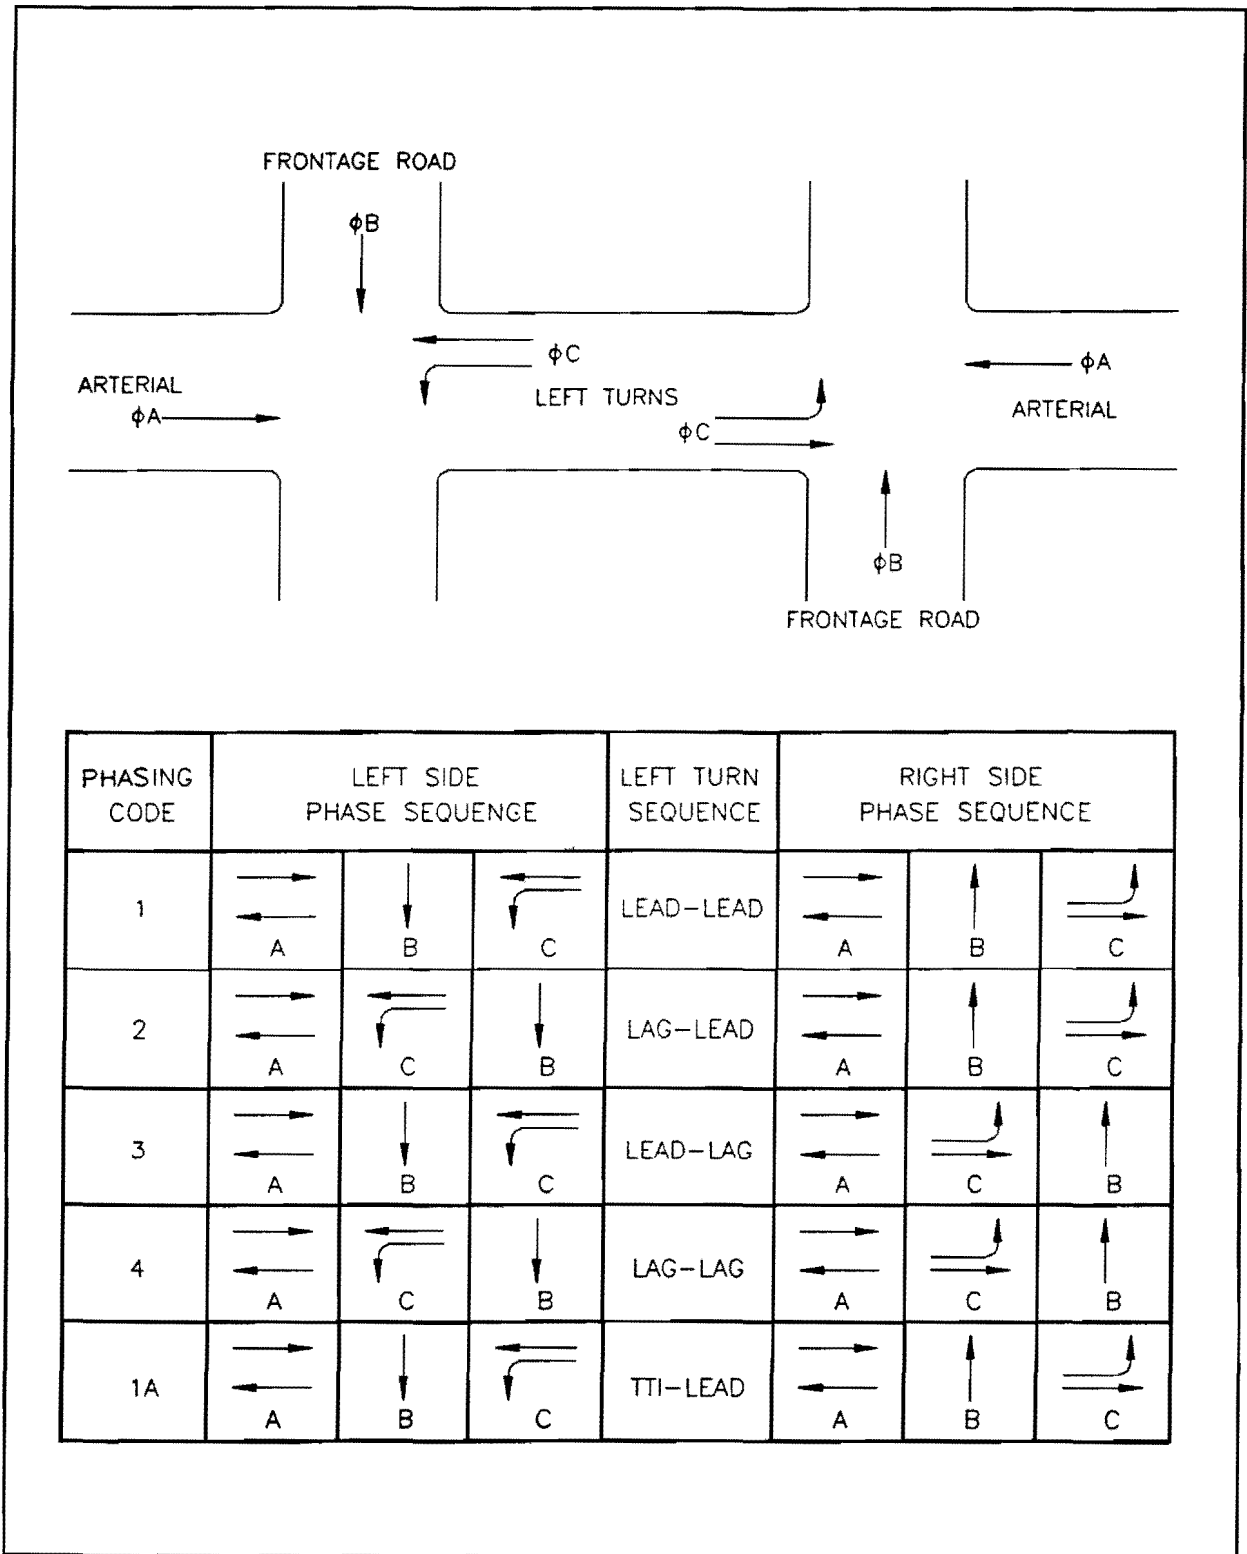 FRONTAGE ROAD
ϕB
ϕC
ϕA
ARTERIAL
LEFT TURNS
ϕA
ARTERIAL
ϕC
ϕB
FRONTAGE ROAD
PHASING CODE
LEFT SIDE PHASE SEQUENCE
LEFT TURN SEQUENCE
RIGHT SIDE PHASE SEQUENCE
1 A B C LEAD-LEAD A B C
2 A C B LAG-LEAD A B C
3 A B C LEAD-LAG A C B
4 A C B LAG-LAG A C B
1A A B C TTI-LEAD A B C